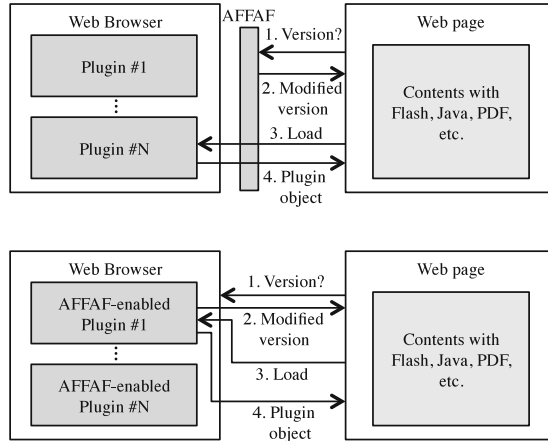 AFFAF
Web Browser
Web page
1. Version?
Plugin #1
2. Modified
version
Contents with
Flash, Java, PDF,
etc.
3. Load
Plugin #N
4. Plugin
object
Web Browser
Web page
1. Version?
AFFAF-enabled
Plugin #1
2. Modified
version
Contents with
Flash, Java, PDF,
etc.
3. Load
AFFAF-enabled
Plugin #N
4. Plugin
object